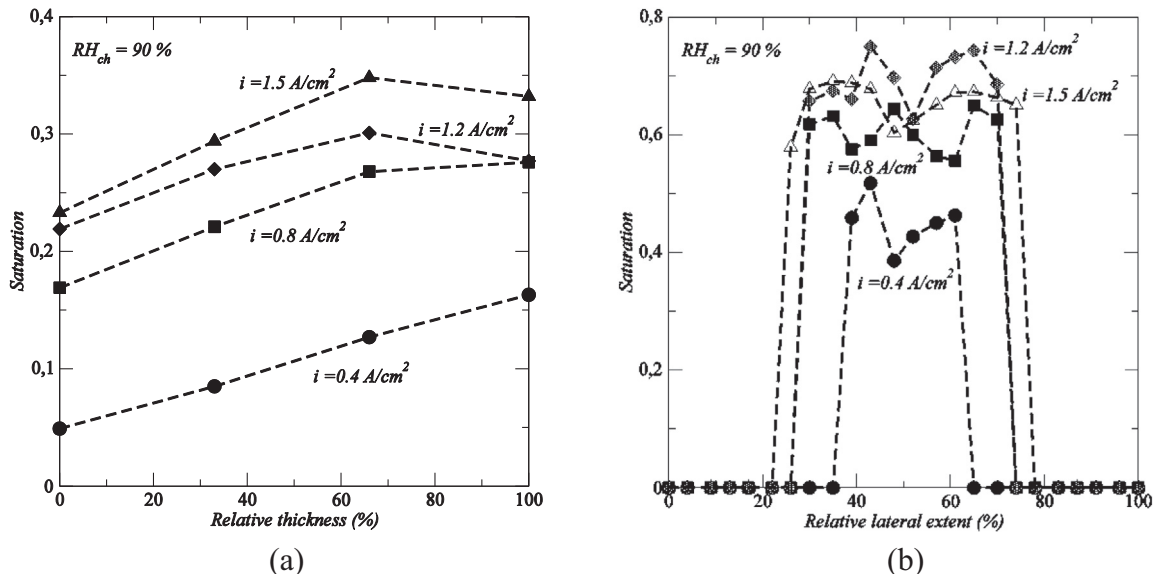 0,4
RH_ch = 90 %
i =1.5 A/cm²
0,3
i =1.2 A/cm²
Saturation
0,2
i =0.8 A/cm²
0,1
i =0.4 A/cm²
0
0 20 40 60 80 100
Relative thickness (%)
(a)
0,8
RH_ch = 90 %
i =1.2 A/cm²
i =1.5 A/cm²
0,6
i =0.8 A/cm²
Saturation
0,4
i =0.4 A/cm²
0,2
0
0 20 40 60 80 100
Relative lateral extent (%)
(b)